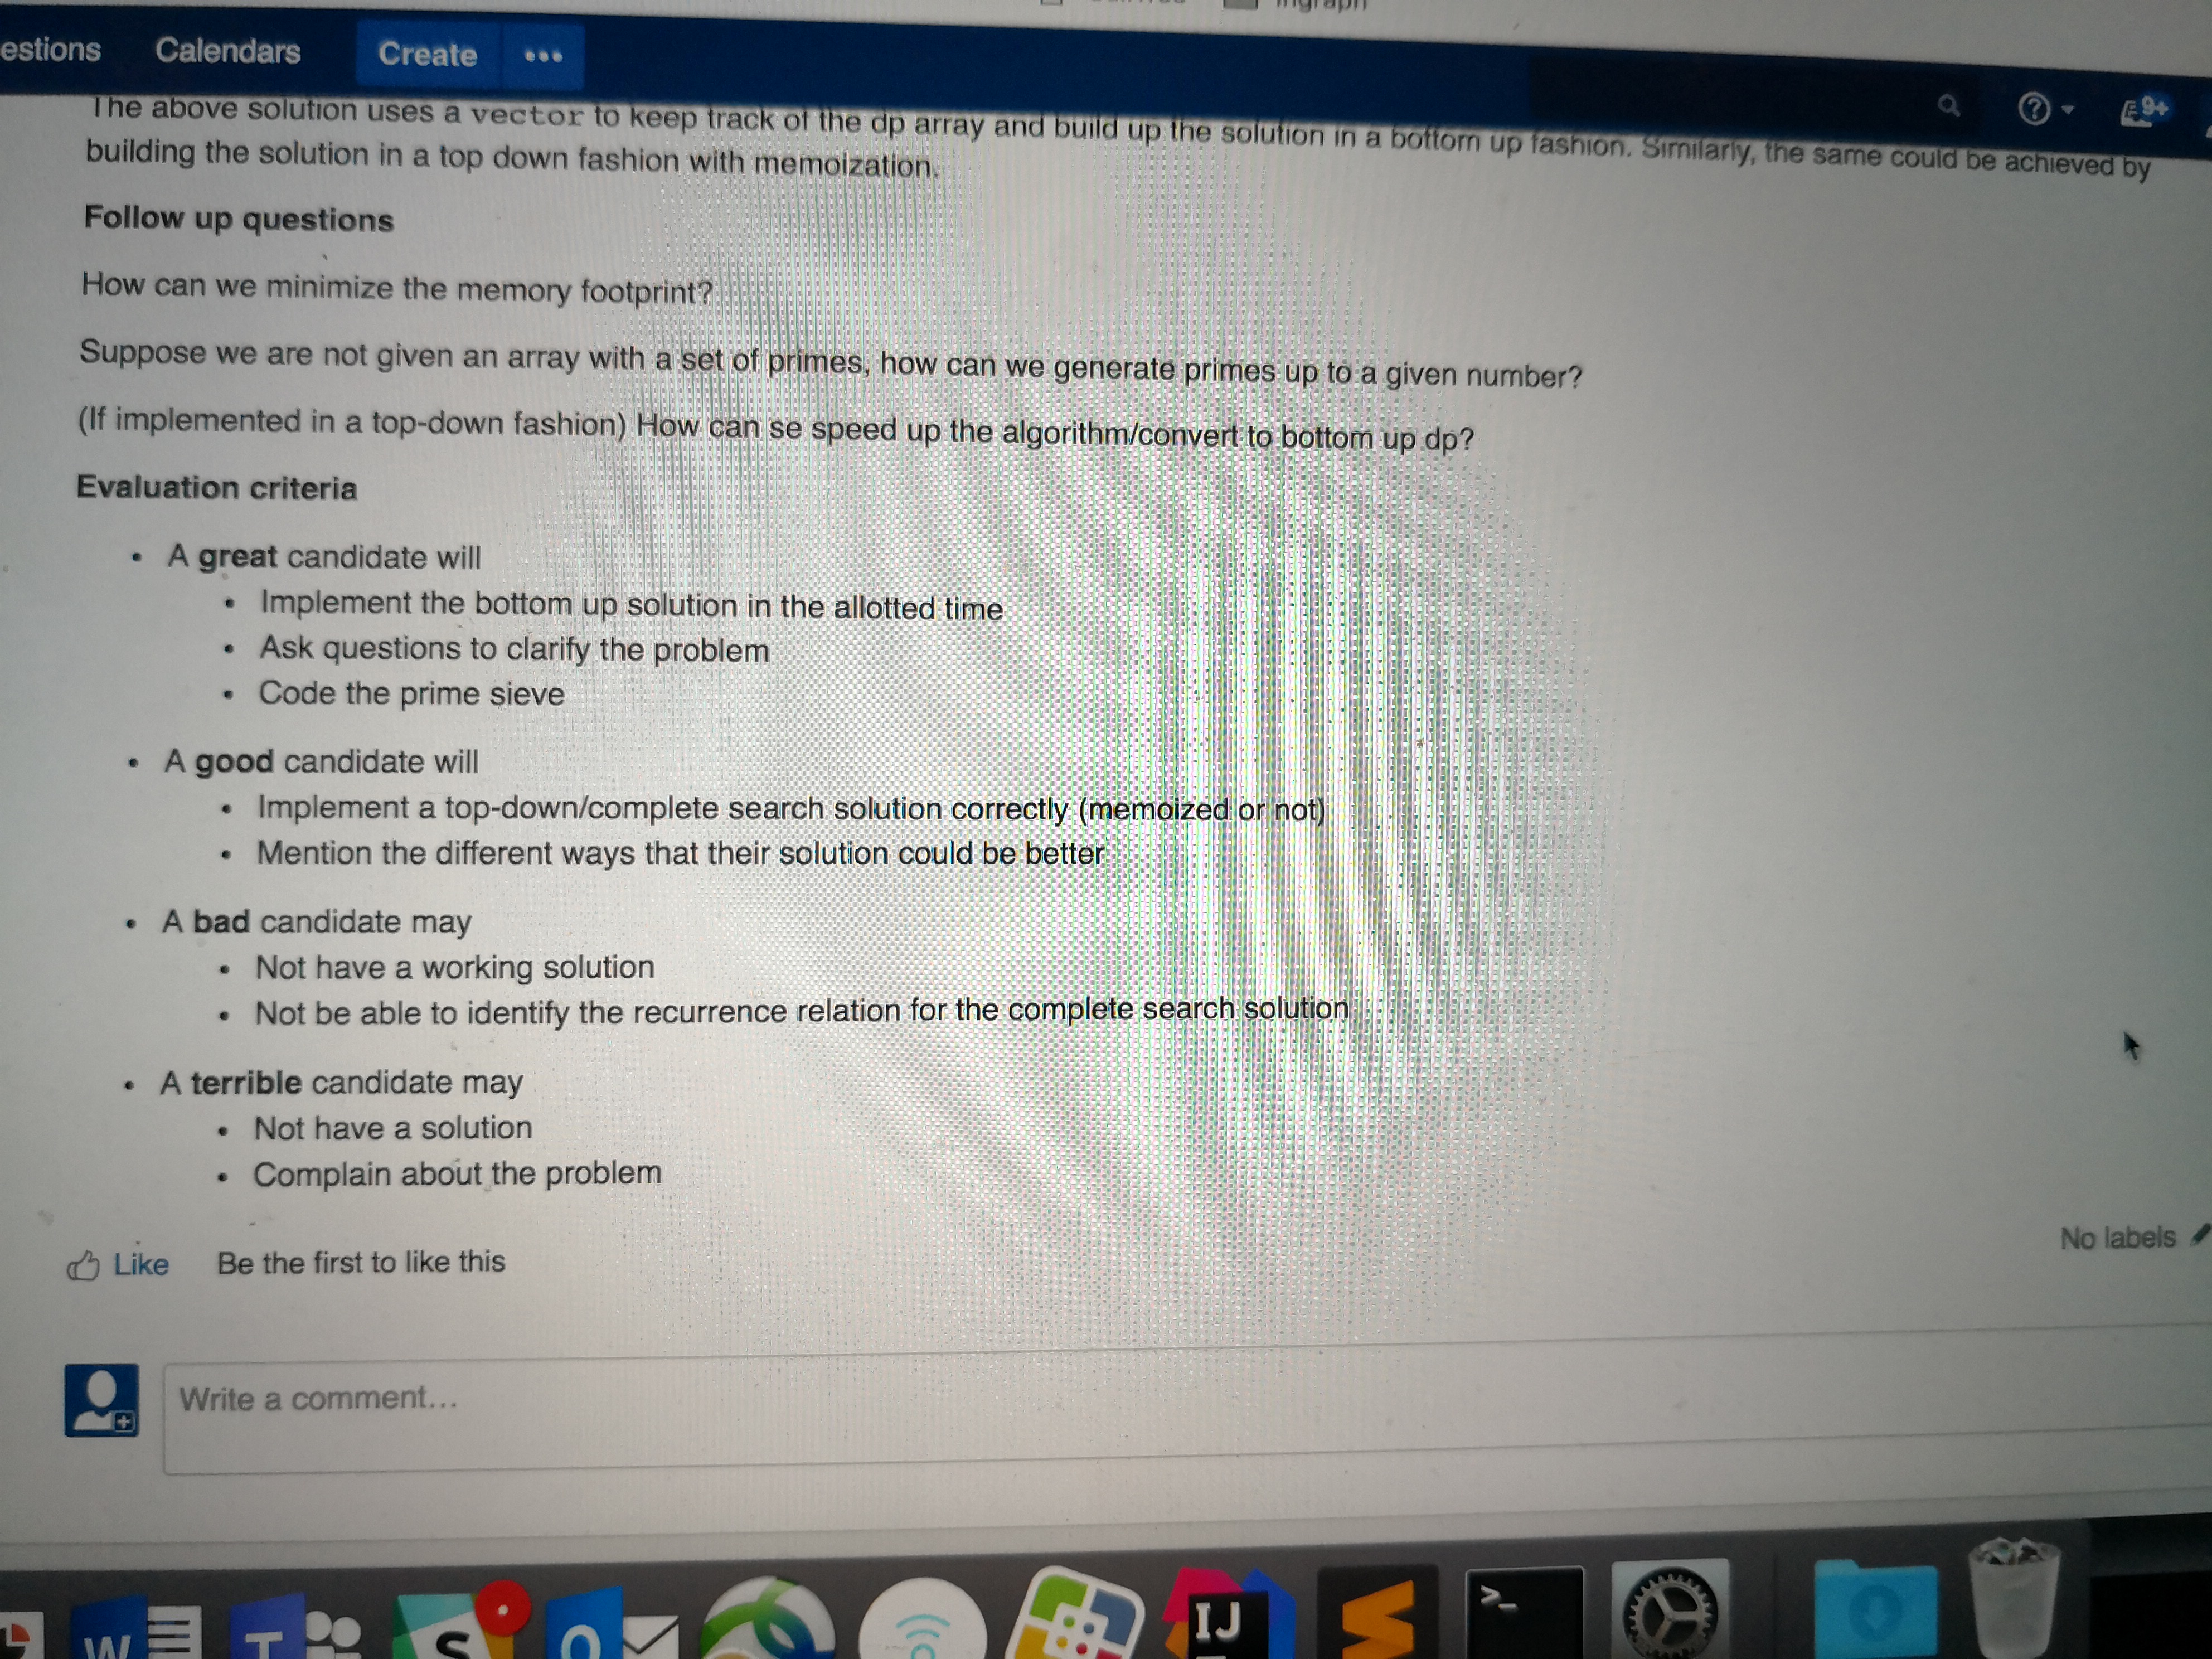 ingraph
estions Calendars Create •••
9+
The above solution uses a vector to keep track of the dp array and build up the solution in a bottom up fashion. Similarly, the same could be achieved by
building the solution in a top down fashion with memoization.
Follow up questions
How can we minimize the memory footprint?
Suppose we are not given an array with a set of primes, how can we generate primes up to a given number?
(If implemented in a top-down fashion) How can se speed up the algorithm/convert to bottom up dp?
Evaluation criteria
• A great candidate will
• Implement the bottom up solution in the allotted time
• Ask questions to clarify the problem
• Code the prime sieve
• A good candidate will
• Implement a top-down/complete search solution correctly (memoized or not)
• Mention the different ways that their solution could be better
• A bad candidate may
• Not have a working solution
• Not be able to identify the recurrence relation for the complete search solution
• A terrible candidate may
• Not have a solution
• Complain about the problem
No labels
Like Be the first to like this
Write a comment...
W T S O IJ >_